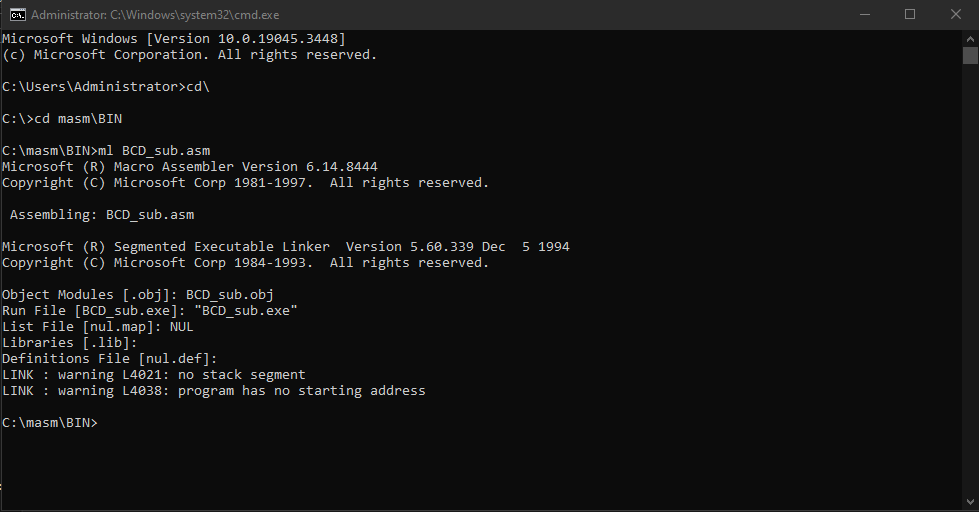 Administrator: C:\Windows\system32\cmd.exe
Microsoft Windows [Version 10.0.19045.3448]
(c) Microsoft Corporation. All rights reserved.
C:\Users\Administrator>cd\
C:\>cd masm\BIN
C:\masm\BIN>ml BCD_sub.asm
Microsoft (R) Macro Assembler Version 6.14.8444
Copyright (C) Microsoft Corp 1981-1997.  All rights reserved.
 Assembling: BCD_sub.asm
Microsoft (R) Segmented Executable Linker  Version 5.60.339 Dec  5 1994
Copyright (C) Microsoft Corp 1984-1993.  All rights reserved.
Object Modules [.obj]: BCD_sub.obj
Run File [BCD_sub.exe]: "BCD_sub.exe"
List File [nul.map]: NUL
Libraries [.lib]:
Definitions File [nul.def]:
LINK : warning L4021: no stack segment
LINK : warning L4038: program has no starting address
C:\masm\BIN>